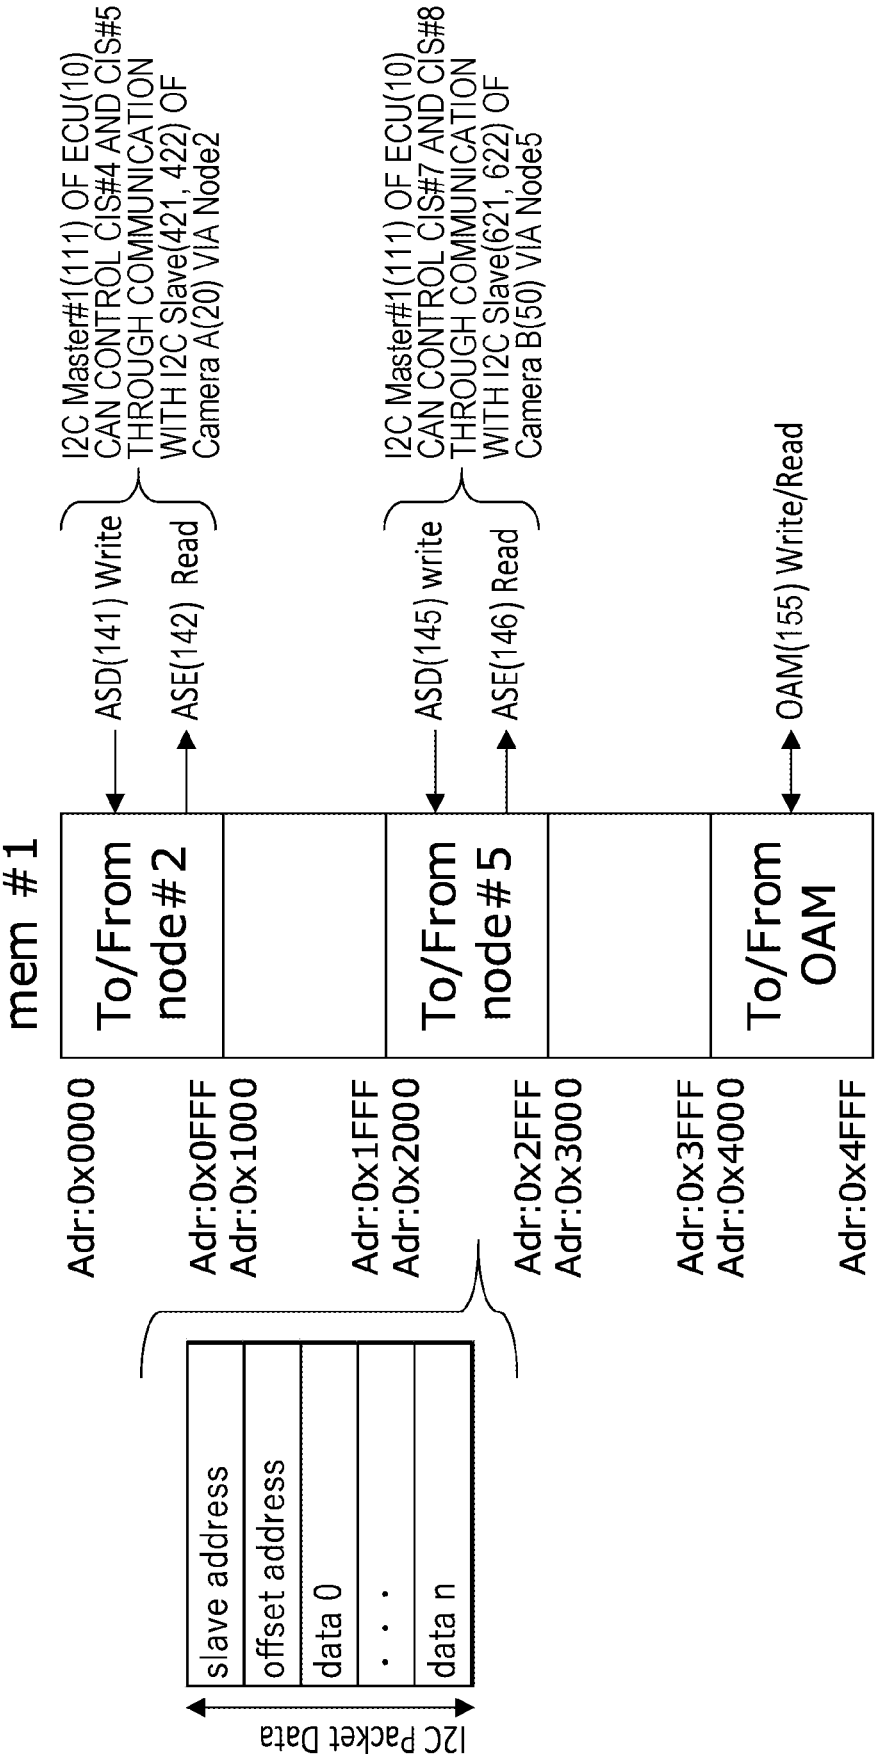 mem #1
Adr:0x0000
Adr:0x0FFF
Adr:0x1000
Adr:0x1FFF
Adr:0x2000
Adr:0x2FFF
Adr:0x3000
Adr:0x3FFF
Adr:0x4000
Adr:0x4FFF
To/From
node#2
To/From
node#5
To/From
OAM
ASD(141) Write
ASE(142) Read
I2C Master#1(111) OF ECU(10)
CAN CONTROL CIS#4 AND CIS#5
THROUGH COMMUNICATION
WITH I2C Slave(421, 422) OF
Camera A(20) VIA Node2
ASD(145) write
ASE(146) Read
I2C Master#1(111) OF ECU(10)
CAN CONTROL CIS#7 AND CIS#8
THROUGH COMMUNICATION
WITH I2C Slave(621, 622) OF
Camera B(50) VIA Node5
OAM(155) Write/Read
I2C Packet Data
slave address
offset address
data 0
. . .
data n